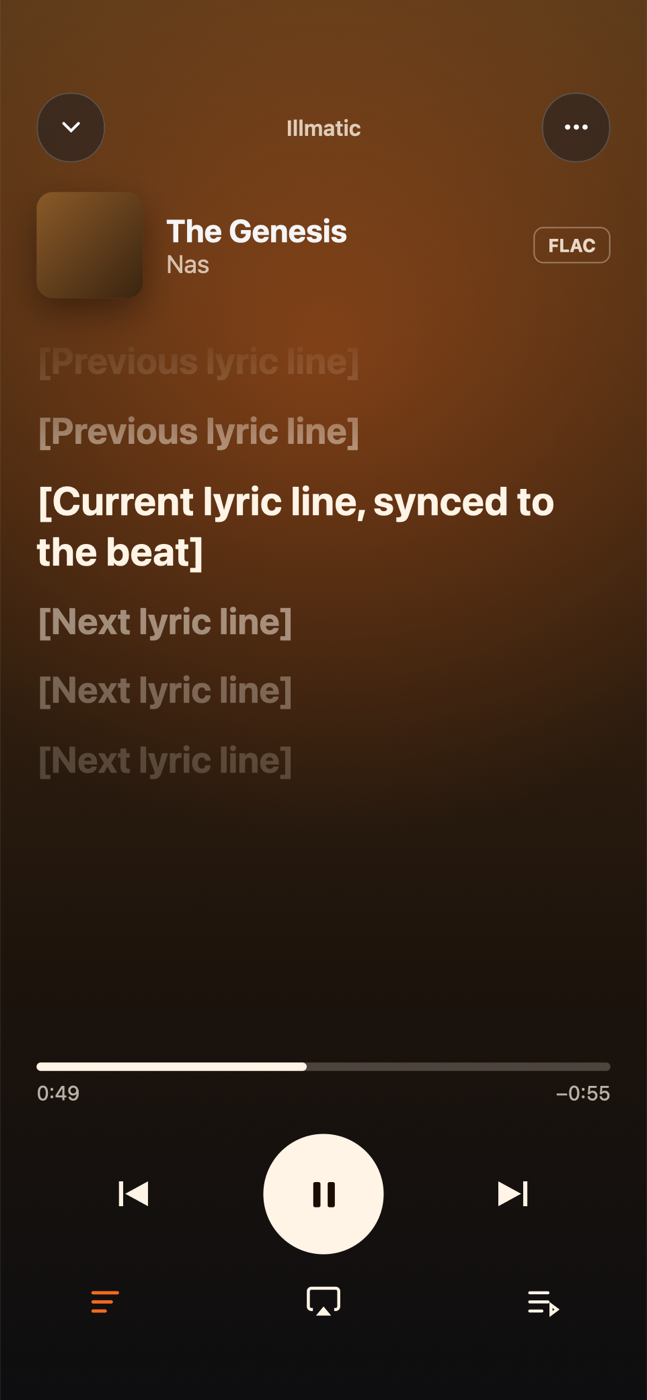 Illmatic
The Genesis
Nas
FLAC
[Previous lyric line]
[Previous lyric line]
[Current lyric line, synced to
the beat]
[Next lyric line]
[Next lyric line]
[Next lyric line]
0:49
–0:55